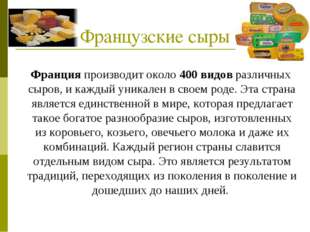 Французские сыры
Франция производит около 400 видов различных
сыров, и каждый уникален в своем роде. Эта страна
является единственной в мире, которая предлагает
такое богатое разнообразие сыров, изготовленных
из коровьего, козьего, овечьего молока и даже их
комбинаций. Каждый регион страны славится
отдельным видом сыра. Это является результатом
традиций, переходящих из поколения в поколение и
дошедших до наших дней.